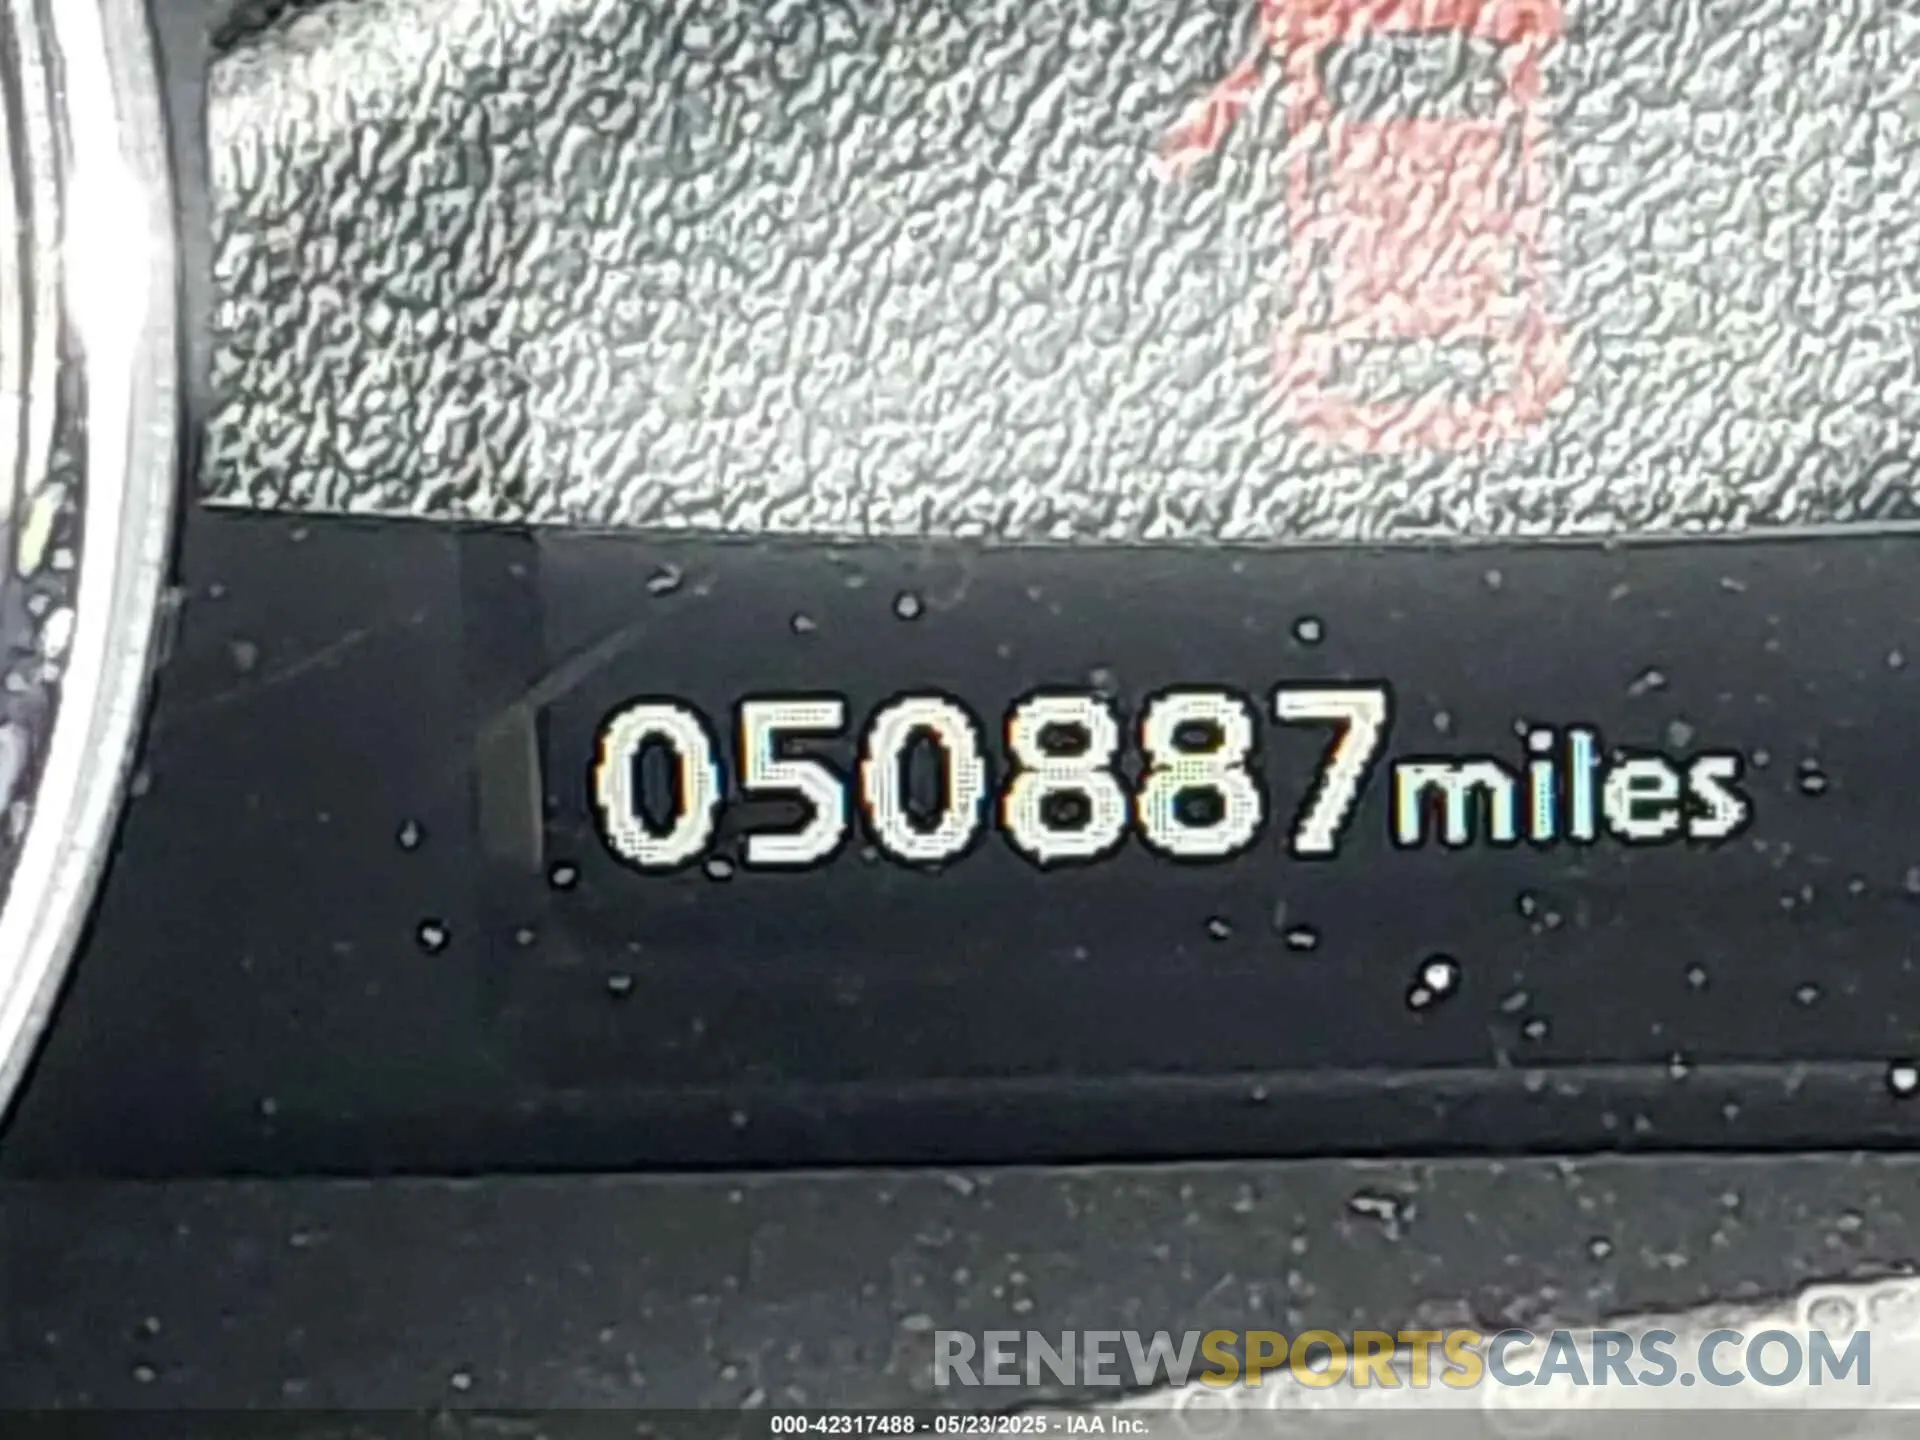 050887miles
RENEWSPORTSCARS.COM
000-42317488 - 05/23/2025 - IAA Inc.